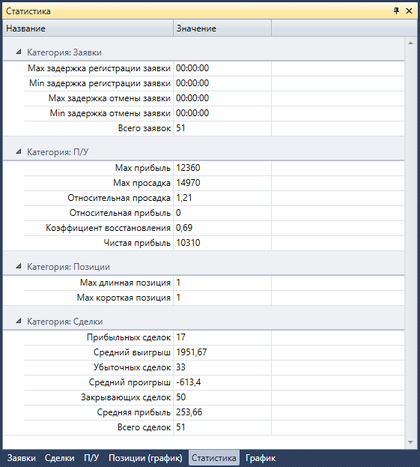 Статистика
Название Значение
Категория: Заявки
Max задержка регистрации заявки 00:00:00
Min задержка регистрации заявки 00:00:00
Max задержка отмены заявки 00:00:00
Min задержка отмены заявки 00:00:00
Всего заявок 51
Категория: П/У
Max прибыль 12360
Max просадка 14970
Относительная просадка 1,21
Относительная прибыль 0
Коэффициент восстановления 0,69
Чистая прибыль 10310
Категория: Позиции
Max длинная позиция 1
Max короткая позиция 1
Категория: Сделки
Прибыльных сделок 17
Средний выигрыш 1951,67
Убыточных сделок 33
Средний проигрыш -613,4
Закрывающих сделок 50
Средняя прибыль 253,66
Всего сделок 51
Заявки Сделки П/У Позиции (график) Статистика График